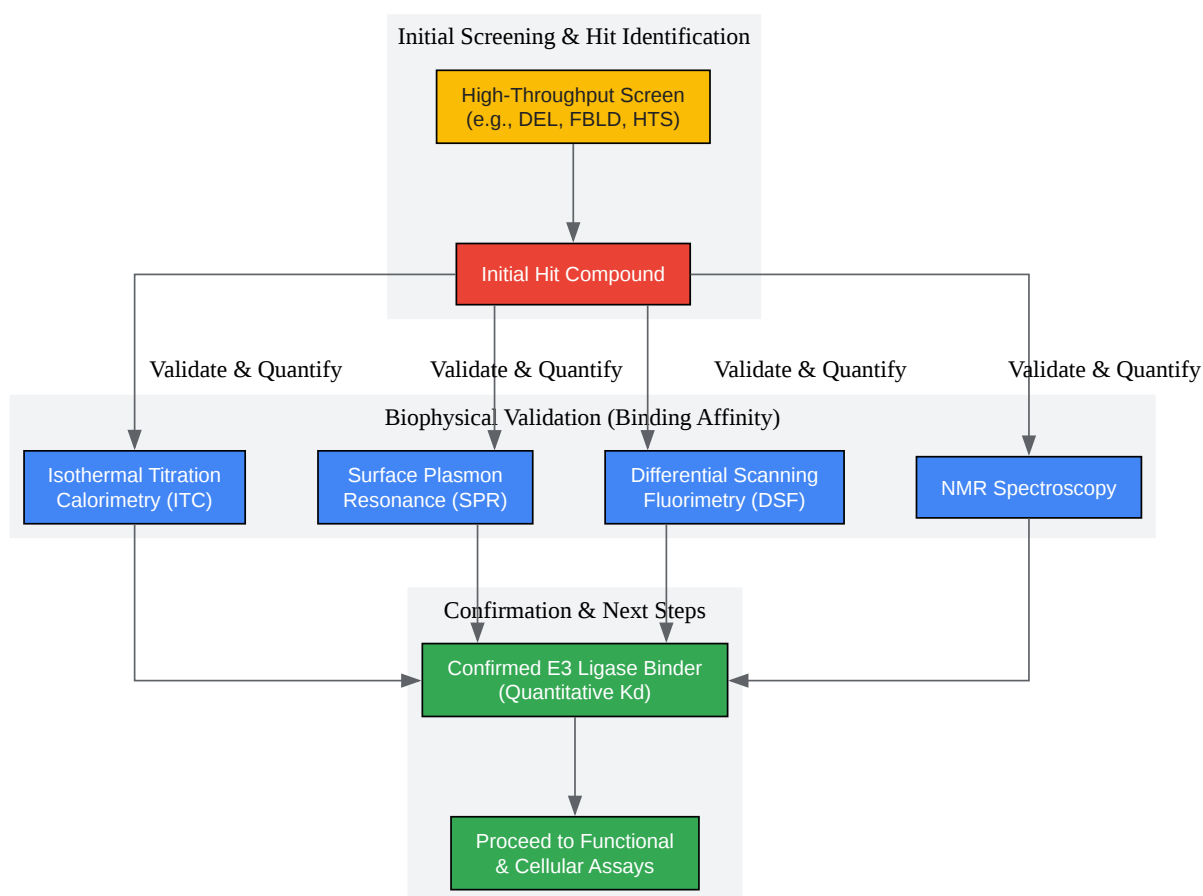 Initial Screening & Hit Identification
High-Throughput Screen
(e.g., DEL, FBLD, HTS)
Initial Hit Compound
Validate & Quantify
Validate & Quantify
Validate & Quantify
Validate & Quantify
Biophysical Validation (Binding Affinity)
Isothermal Titration
Calorimetry (ITC)
Surface Plasmon
Resonance (SPR)
Differential Scanning
Fluorimetry (DSF)
NMR Spectroscopy
Confirmation & Next Steps
Confirmed E3 Ligase Binder
(Quantitative Kd)
Proceed to Functional
& Cellular Assays